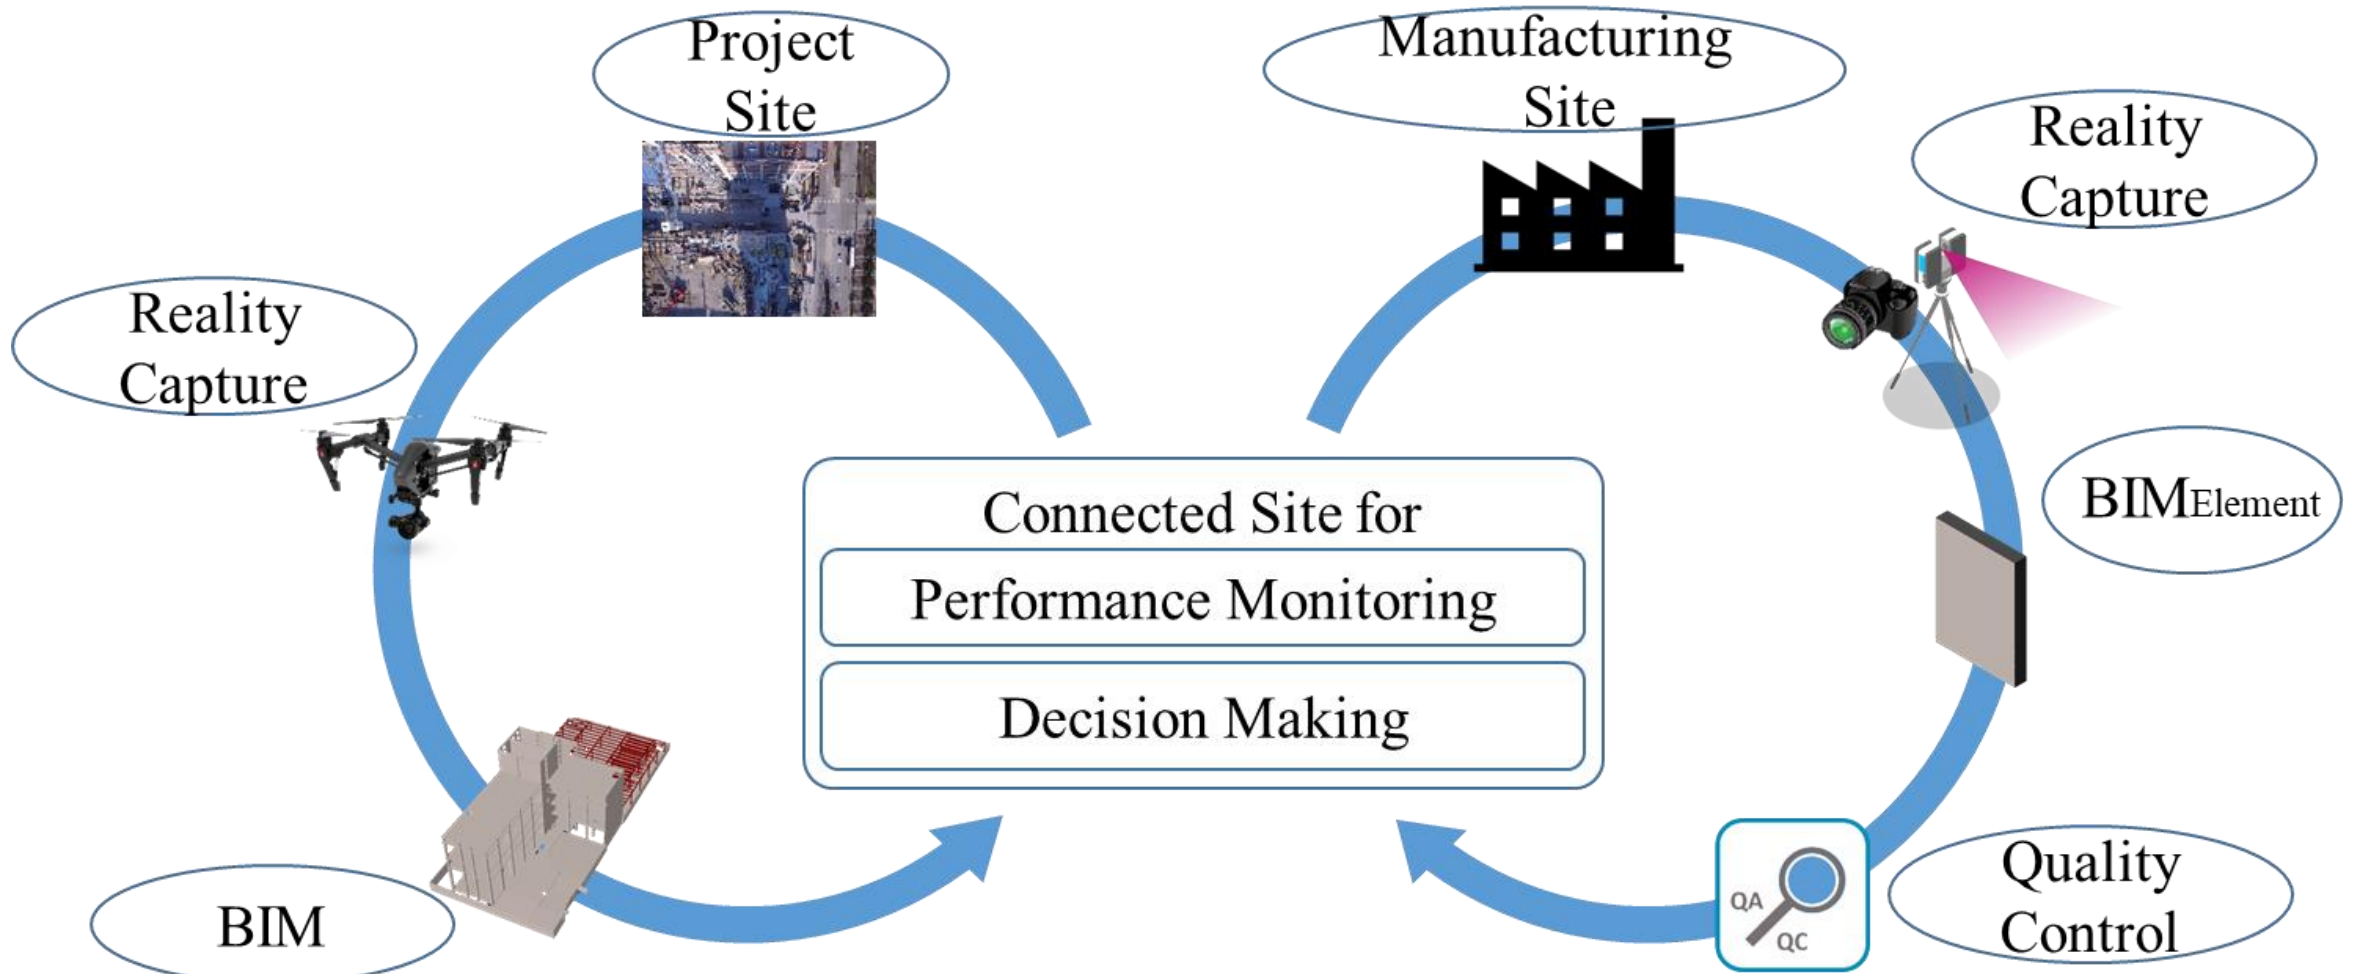 Project
Site
Manufacturing
Site
Reality
Capture
Reality
Capture
Connected Site for
BIMElement
Performance Monitoring
Decision Making
BIM
QA
QC
Quality
Control